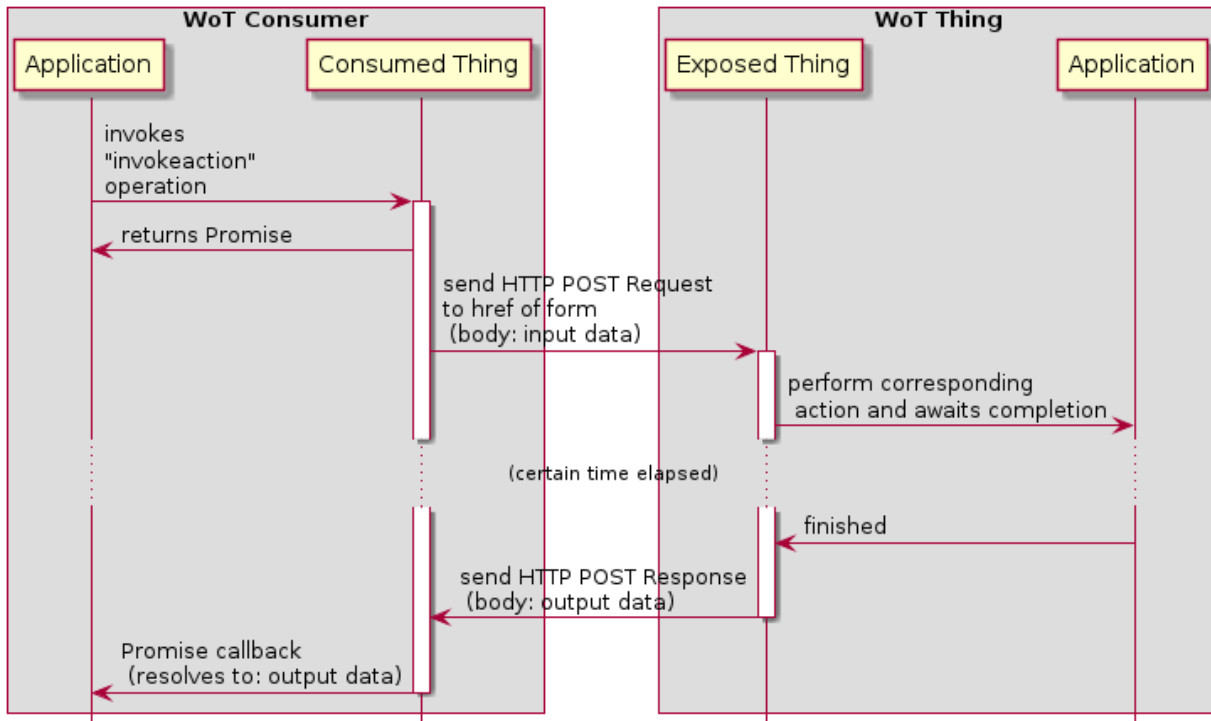 WoT Consumer
WoT Thing
Application
Consumed Thing
Exposed Thing
Application
invokes
"invokeaction"
operation
returns Promise
send HTTP POST Request
to href of form
(body: input data)
perform corresponding
action and awaits completion
(certain time elapsed)
finished
send HTTP POST Response
(body: output data)
Promise callback
(resolves to: output data)